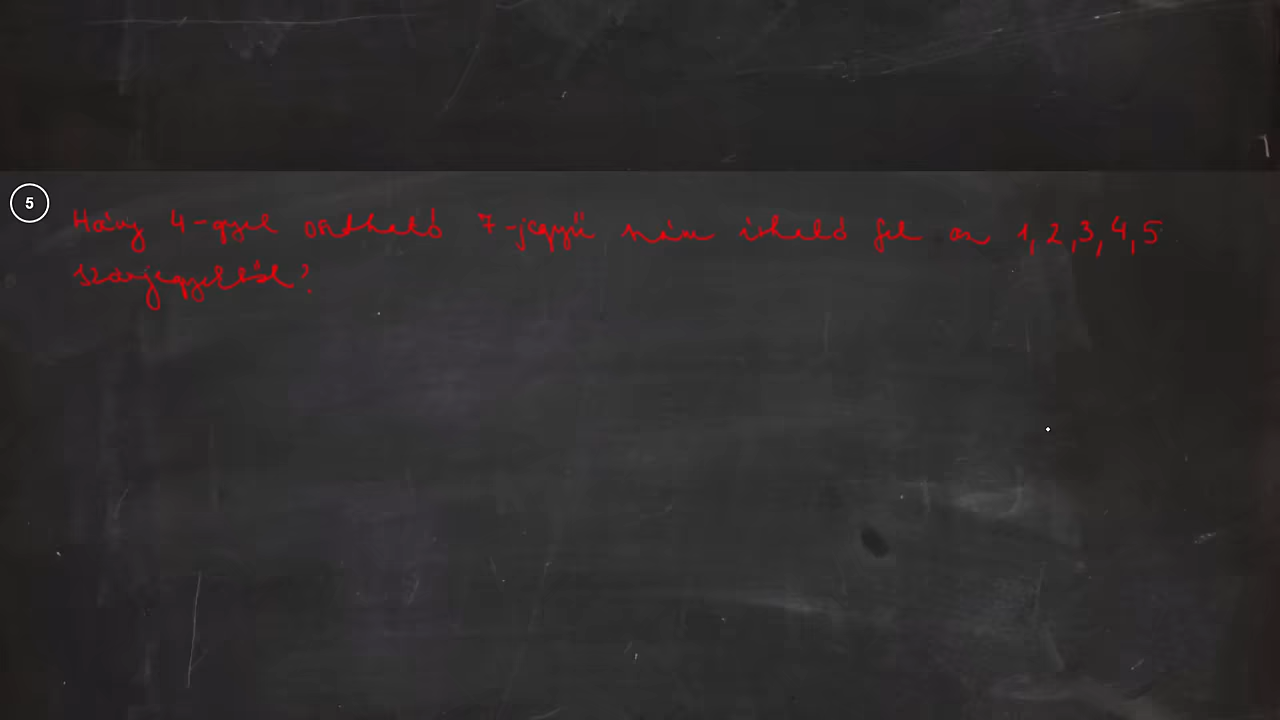 5
Hány 4-gyel osztható 7-jegyű szám írható fel az 1, 2, 3, 4, 5
számjegyekből?